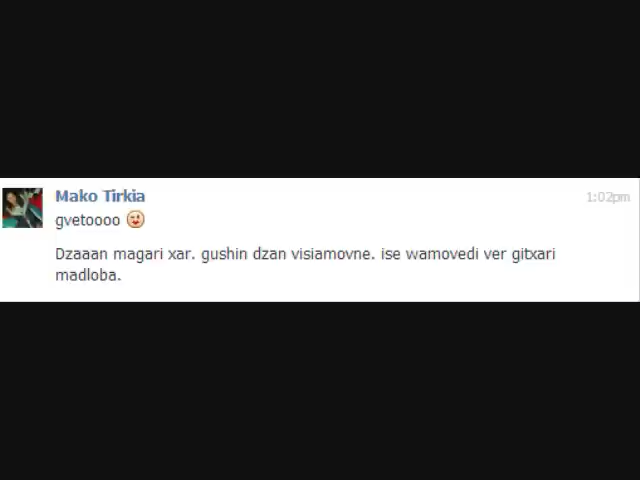 Mako Tirkia
1:02pm
gvetoooo
Dzaaan magari xar. gushin dzan visiamovne. ise wamovedi ver gitxari
madloba.